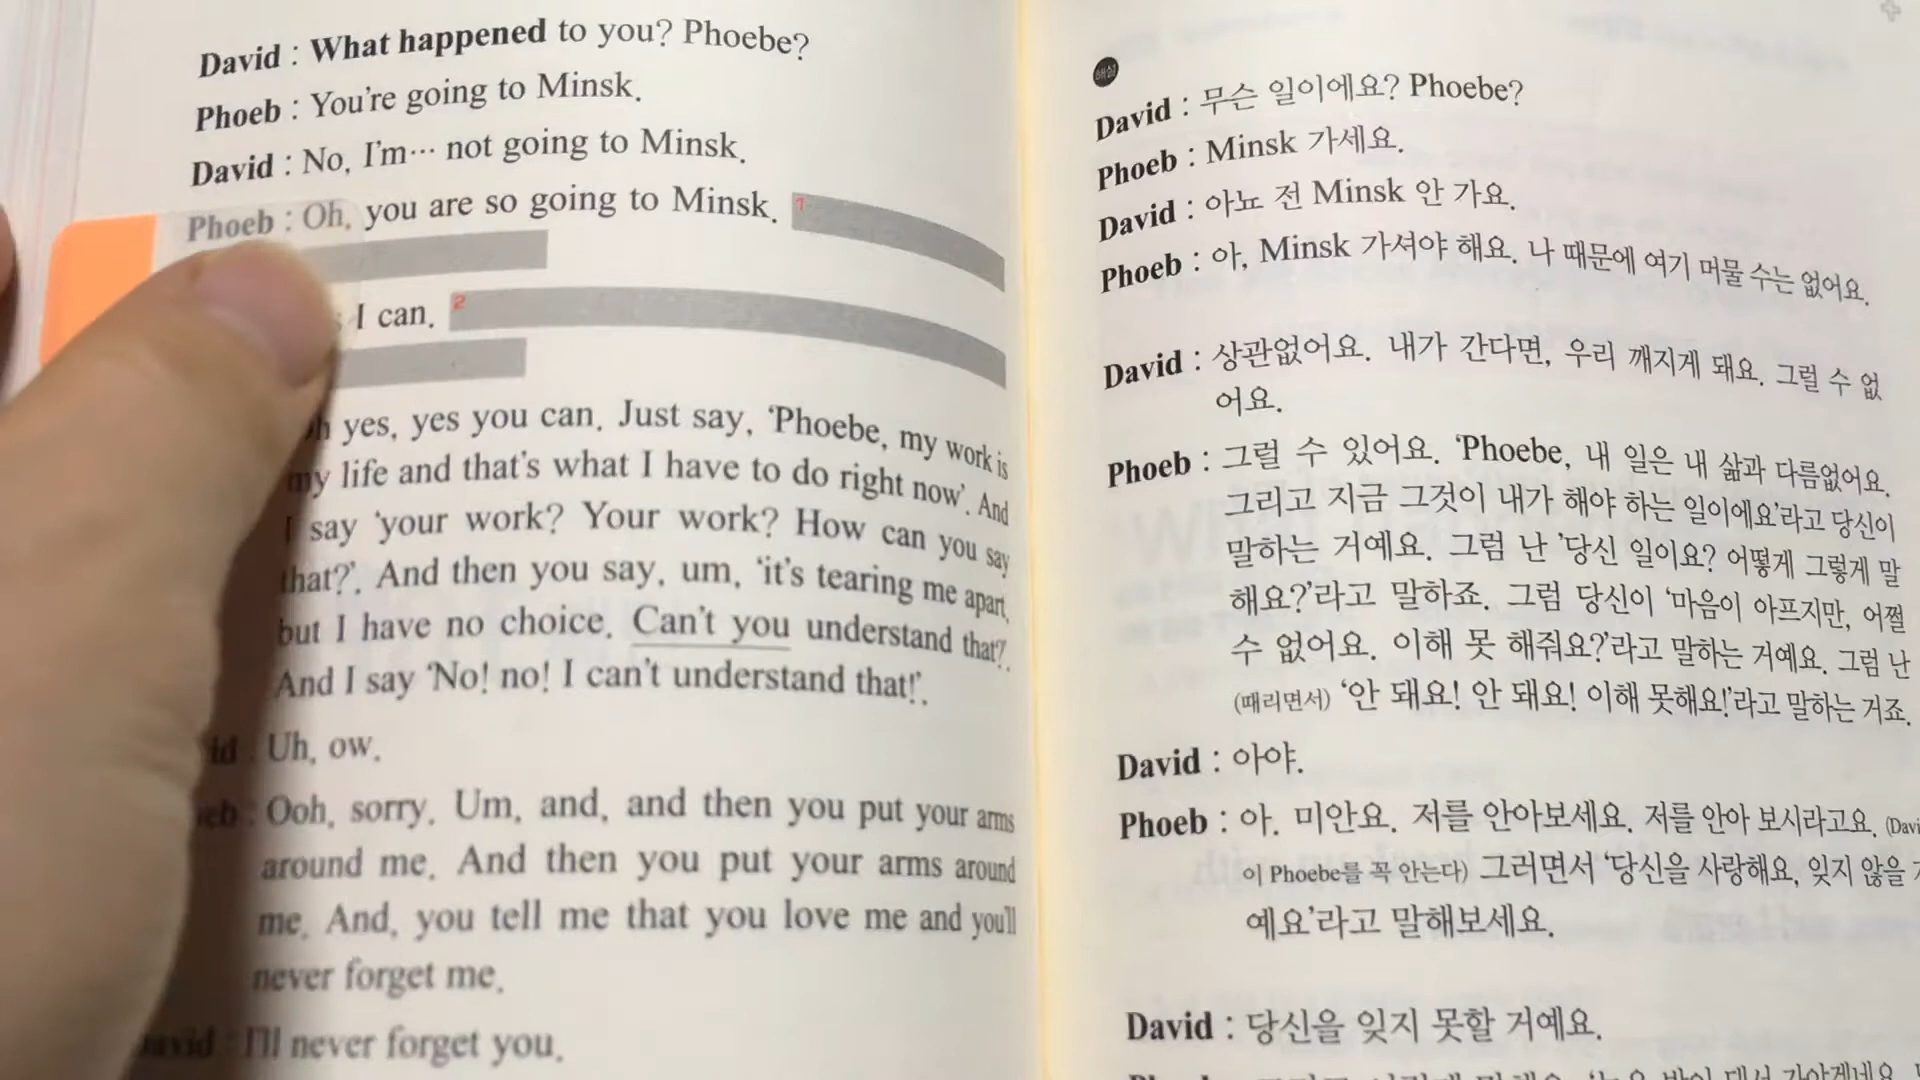 David : What happened to you? Phoebe?
Phoeb : You're going to Minsk.
David : No, I'm… not going to Minsk.
Phoeb : Oh, you are so going to Minsk. 1
I can. 2
yes, yes you can. Just say, 'Phoebe, my work is
my life and that's what I have to do right now'. And
I say 'your work? Your work? How can you say
that?'. And then you say, um, 'it's tearing me apart,
but I have no choice. Can't you understand that?'.
And I say 'No! no! I can't understand that!'.
Uh, ow.
Ooh, sorry. Um, and, and then you put your arms
around me. And then you put your arms around
me. And, you tell me that you love me and you'll
never forget me.
David : I'll never forget you.
해설
David : 무슨 일이에요? Phoebe?
Phoeb : Minsk 가세요.
David : 아뇨 전 Minsk 안 가요.
Phoeb : 아, Minsk 가셔야 해요. 나 때문에 여기 머물 수는 없어요.
David : 상관없어요. 내가 간다면, 우리 깨지게 돼요. 그럴 수 없
어요.
Phoeb : 그럴 수 있어요. 'Phoebe, 내 일은 내 삶과 다름없어요.
그리고 지금 그것이 내가 해야 하는 일이에요'라고 당신이
말하는 거예요. 그럼 난 '당신 일이요? 어떻게 그렇게 말
해요?'라고 말하죠. 그럼 당신이 '마음이 아프지만, 어쩔
수 없어요. 이해 못 해줘요?'라고 말하는 거예요. 그럼 난
(때리면서) '안 돼요! 안 돼요! 이해 못해요!'라고 말하는 거죠.
David : 아야.
Phoeb : 아. 미안요. 저를 안아보세요. 저를 안아 보시라고요. (Davi
이 Phoebe를 꼭 안는다) 그러면서 '당신을 사랑해요, 잊지 않을
예요'라고 말해보세요.
David : 당신을 잊지 못할 거예요.